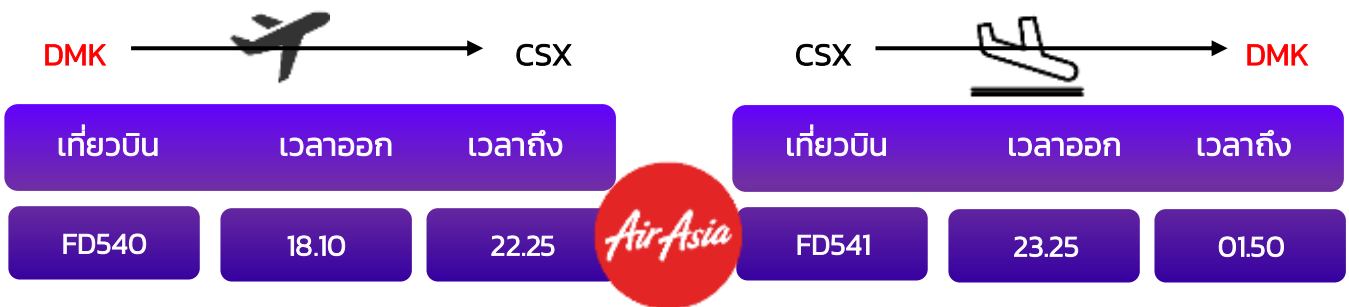 DMK CSX CSX DMK
เที่ยวบิน เวลาออก เวลาถึง เที่ยวบิน เวลาออก เวลาถึง
FD540 18.10 22.25 AirAsia FD541 23.25 01.50